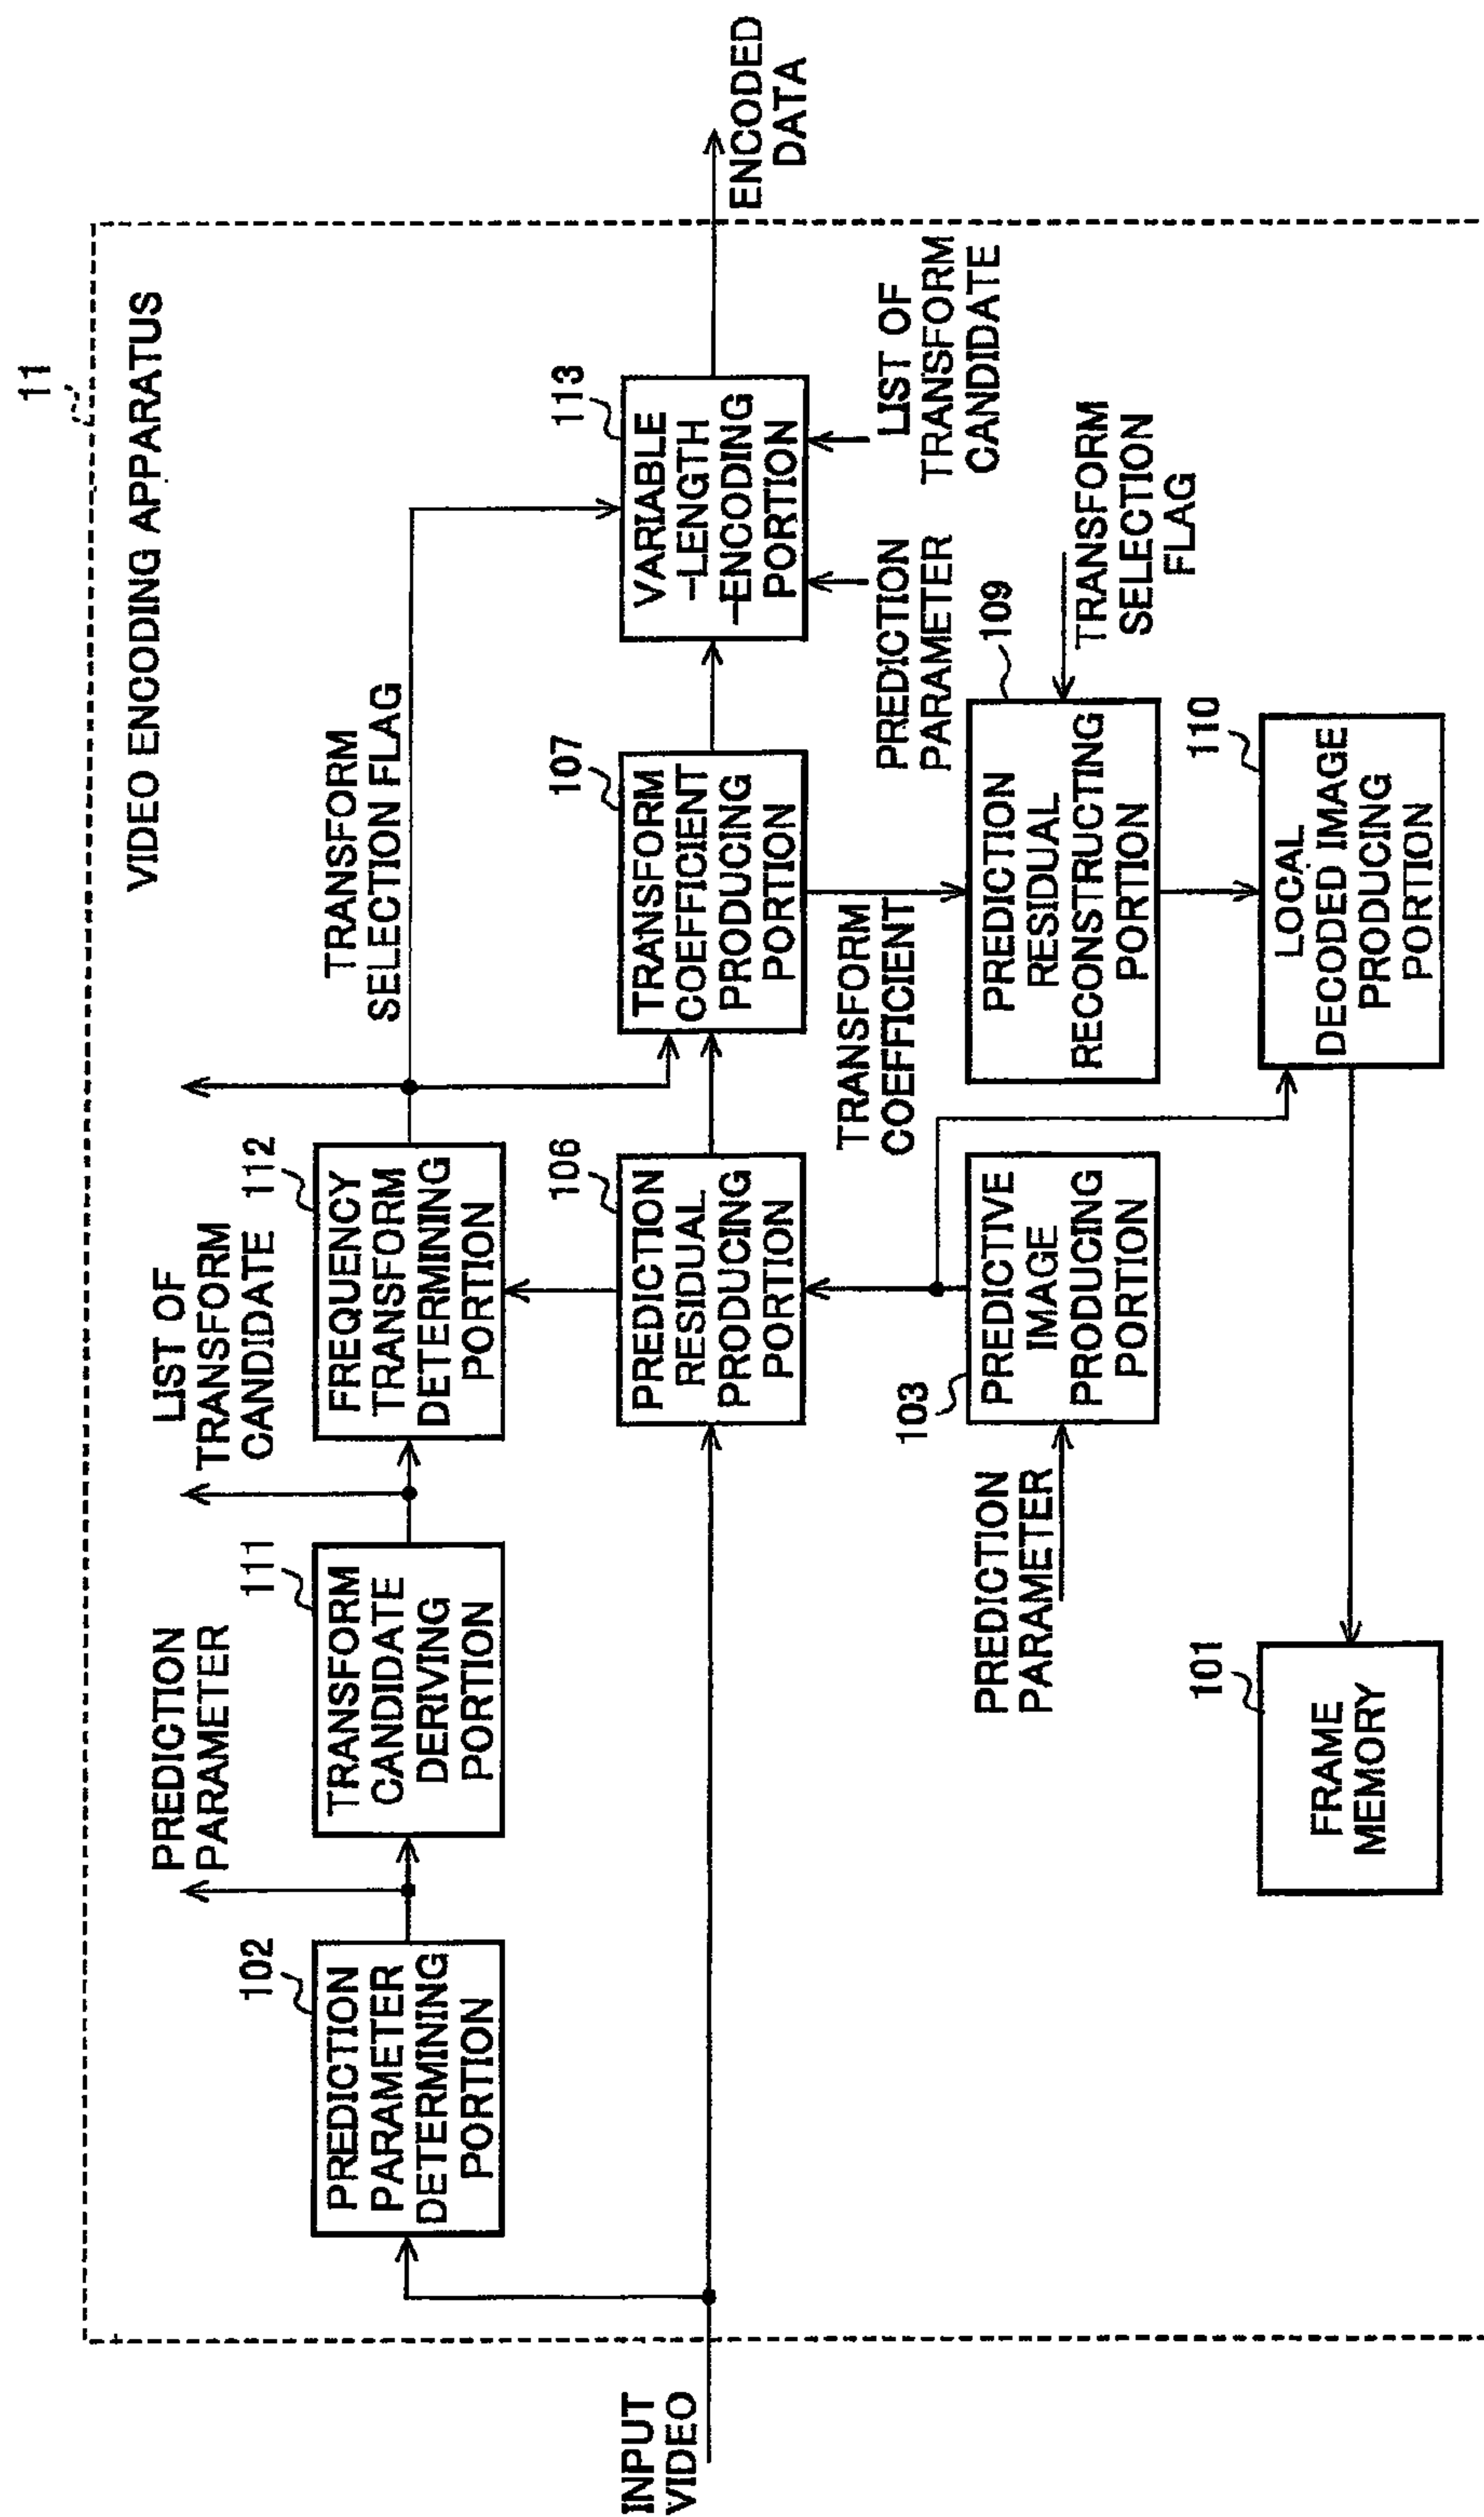 11
VIDEO ENCODING APPARATUS
INPUT
VIDEO
102
PREDICTION
PARAMETER
DETERMINING
PORTION
PREDICTION
PARAMETER
111
TRANSFORM
CANDIDATE
DERIVING
PORTION
LIST OF
TRANSFORM
CANDIDATE
112
FREQUENCY
TRANSFORM
DETERMINING
PORTION
TRANSFORM
SELECTION FLAG
106
PREDICTION
RESIDUAL
PRODUCING
PORTION
107
TRANSFORM
COEFFICIENT
PRODUCING
PORTION
113
VARIABLE
-LENGTH
-ENCODING
PORTION
ENCODED
DATA
PREDICTION
PARAMETER
LIST OF
TRANSFORM
CANDIDATE
TRANSFORM
COEFFICIENT
PREDICTION
PARAMETER
103
PREDICTIVE
IMAGE
PRODUCING
PORTION
109
PREDICTION
RESIDUAL
RECONSTRUCTING
PORTION
TRANSFORM
SELECTION
FLAG
101
FRAME
MEMORY
110
LOCAL
DECODED IMAGE
PRODUCING
PORTION